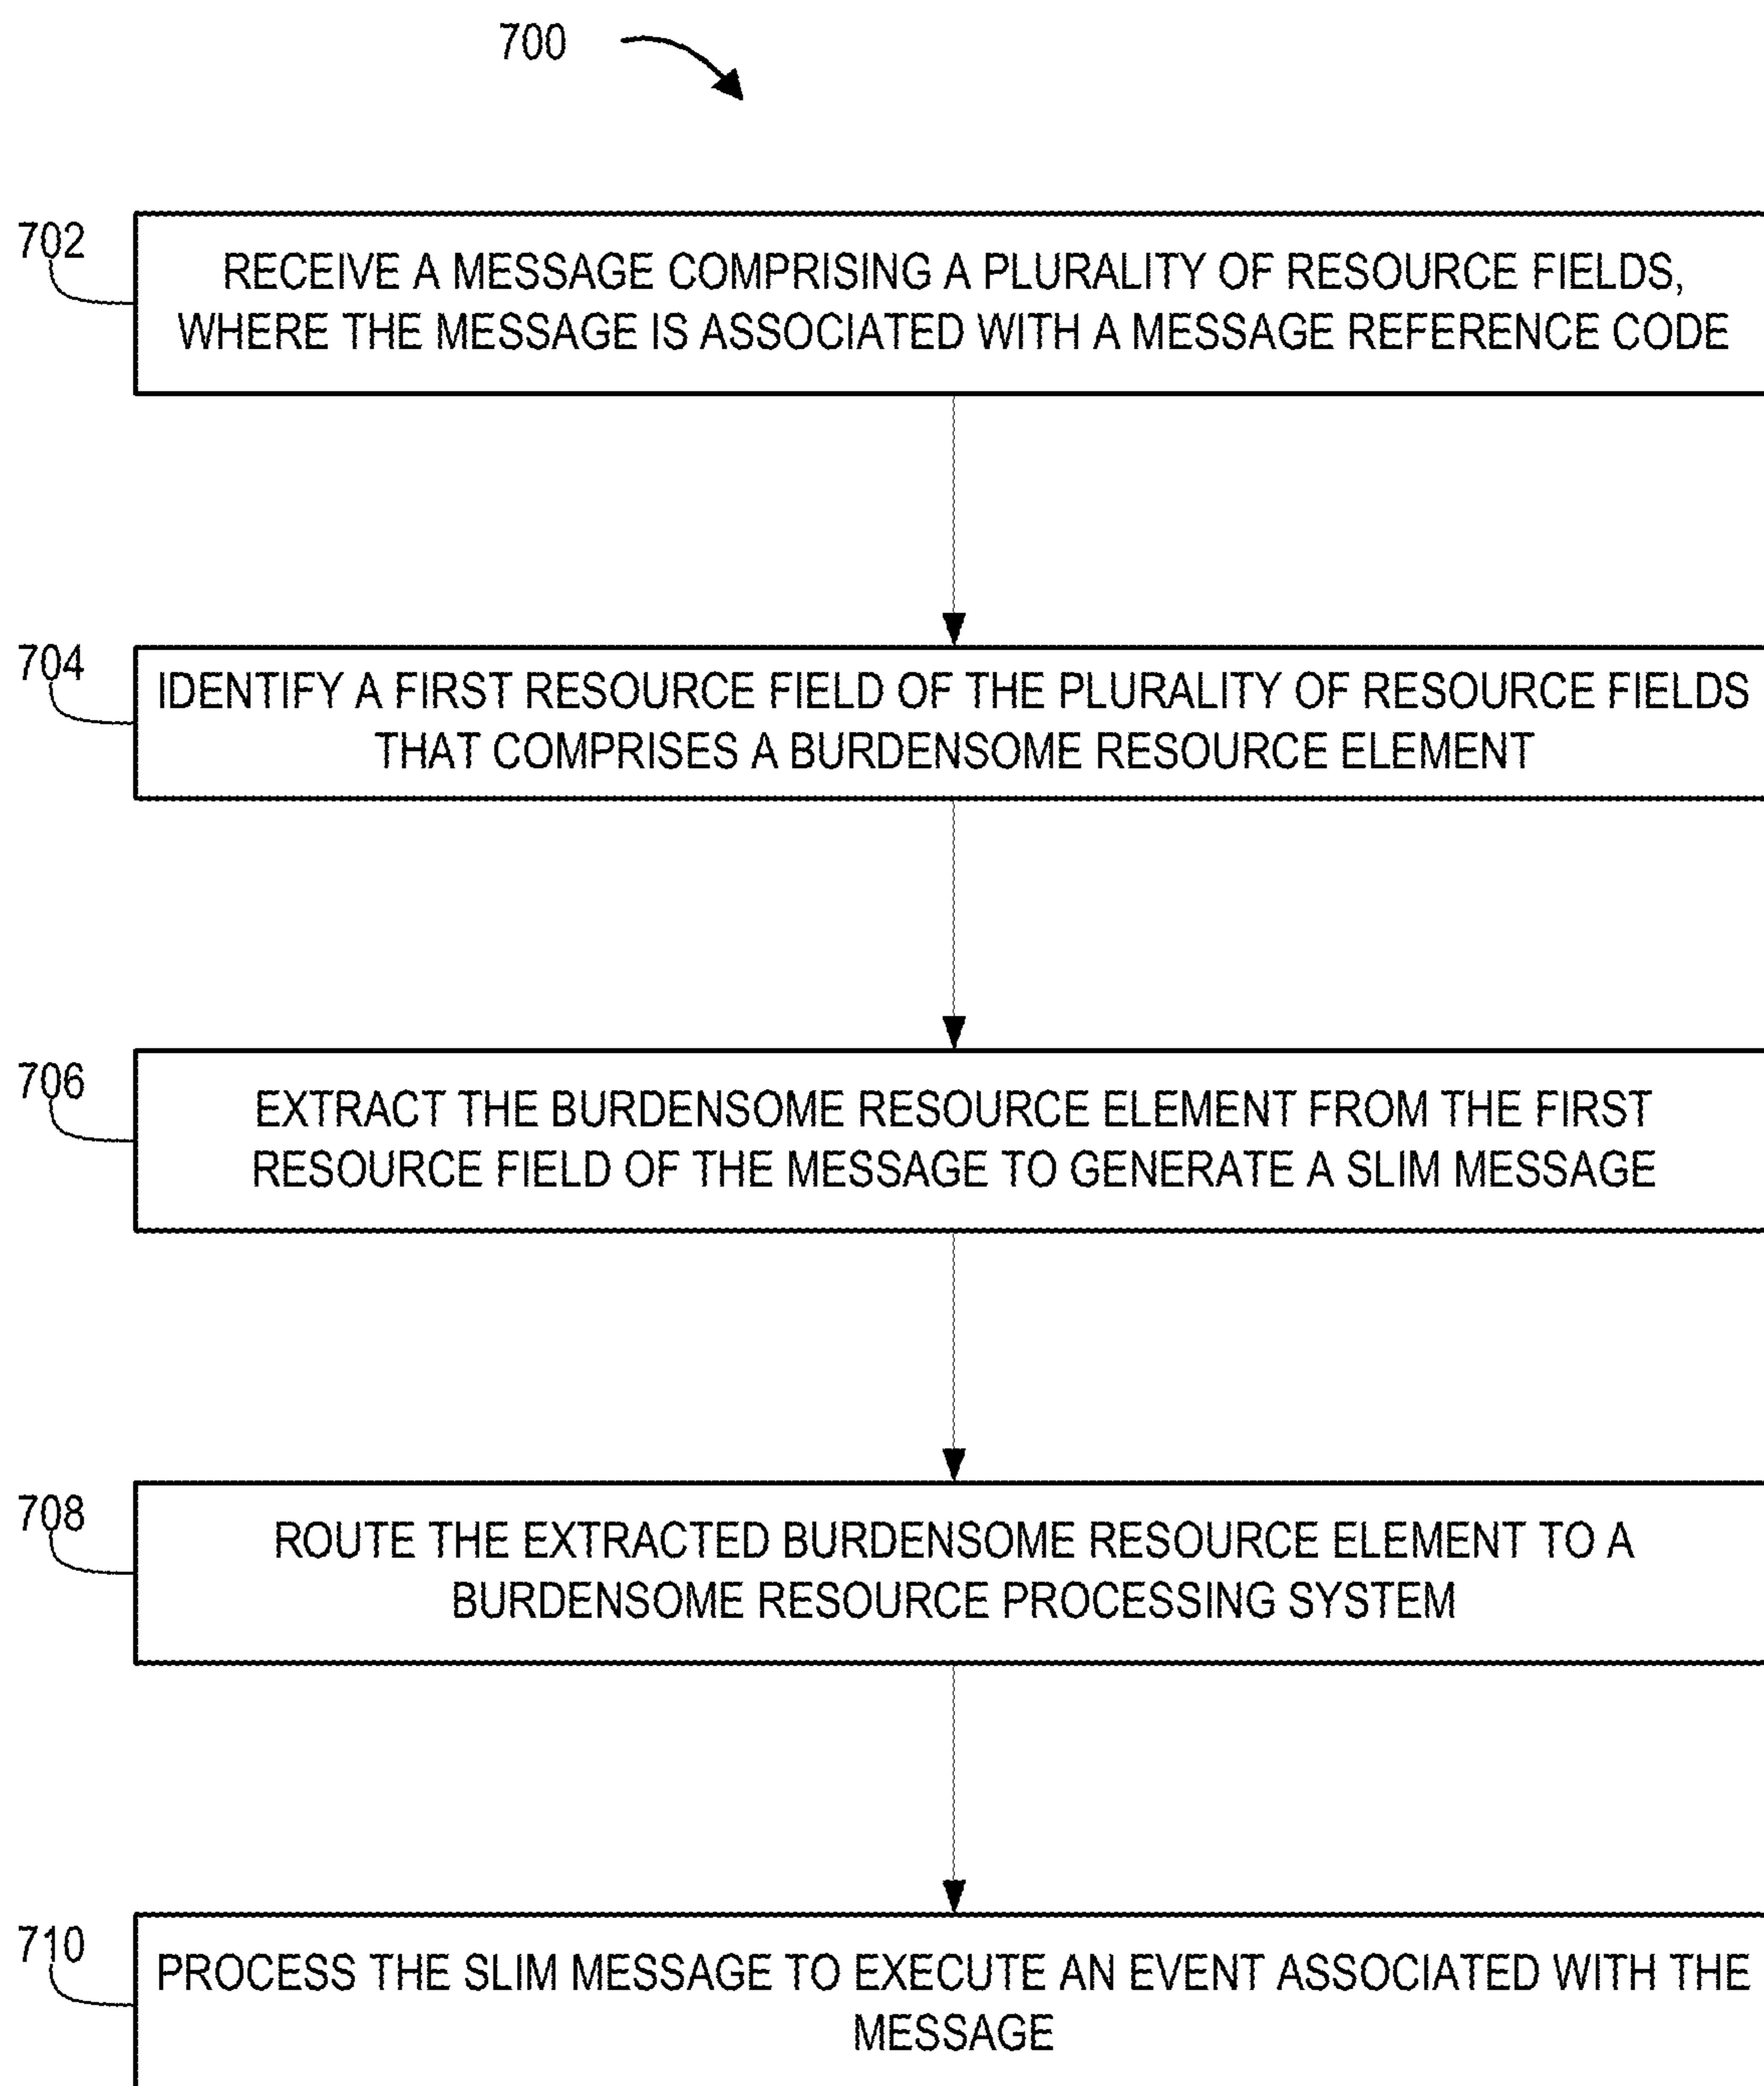 700
702
RECEIVE A MESSAGE COMPRISING A PLURALITY OF RESOURCE FIELDS,
WHERE THE MESSAGE IS ASSOCIATED WITH A MESSAGE REFERENCE CODE
704
IDENTIFY A FIRST RESOURCE FIELD OF THE PLURALITY OF RESOURCE FIELDS
THAT COMPRISES A BURDENSOME RESOURCE ELEMENT
706
EXTRACT THE BURDENSOME RESOURCE ELEMENT FROM THE FIRST
RESOURCE FIELD OF THE MESSAGE TO GENERATE A SLIM MESSAGE
708
ROUTE THE EXTRACTED BURDENSOME RESOURCE ELEMENT TO A
BURDENSOME RESOURCE PROCESSING SYSTEM
710
PROCESS THE SLIM MESSAGE TO EXECUTE AN EVENT ASSOCIATED WITH THE
MESSAGE